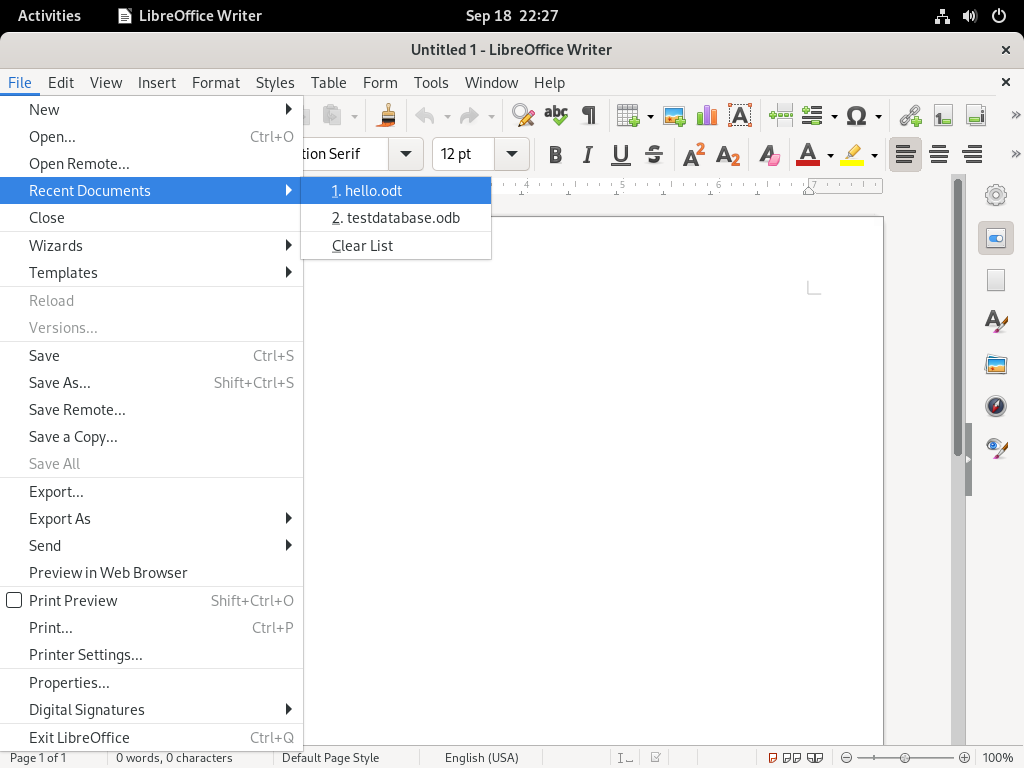 Activities LibreOffice Writer Sep 18 22:27
Untitled 1 - LibreOffice Writer
File Edit View Insert Format Styles Table Form Tools Window Help
New
Open... Ctrl+O
Open Remote...
Recent Documents
Close
Wizards
Templates
Reload
Versions...
Save Ctrl+S
Save As... Shift+Ctrl+S
Save Remote...
Save a Copy...
Save All
Export...
Export As
Send
Preview in Web Browser
Print Preview Shift+Ctrl+O
Print... Ctrl+P
Printer Settings...
Properties...
Digital Signatures
Exit LibreOffice Ctrl+Q
1. hello.odt
2. testdatabase.odb
Clear List
tion Serif 12 pt
4 5 6 7
Page 1 of 1 0 words, 0 characters Default Page Style English (USA) 100%